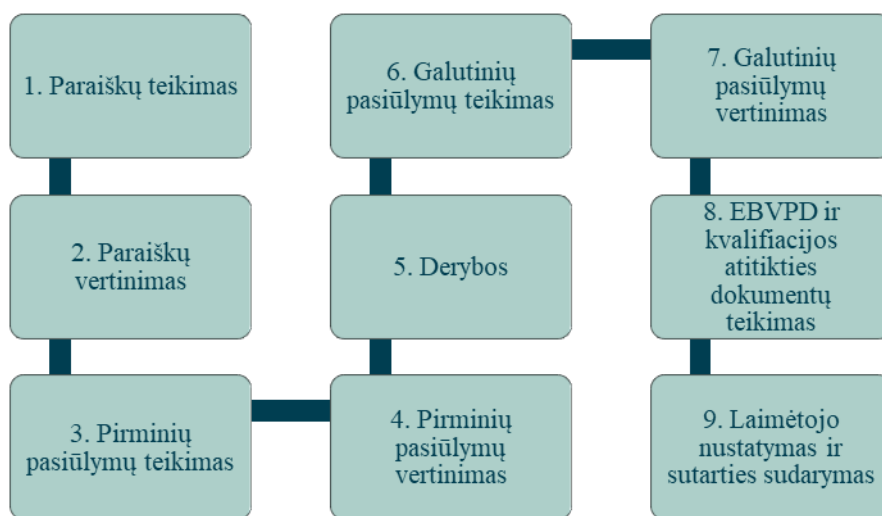 1. Paraiškų teikimas
2. Paraiškų
vertinimas
3. Pirminių
pasiūlymų teikimas
4. Pirminių
pasiūlymų
vertinimas
5. Derybos
6. Galutinių
pasiūlymų teikimas
7. Galutinių
pasiūlymų
vertinimas
8. EBVPD ir
kvalifiacijos
atitikties
dokumentų
teikimas
9. Laimėtojo
nustatymas ir
sutarties sudarymas